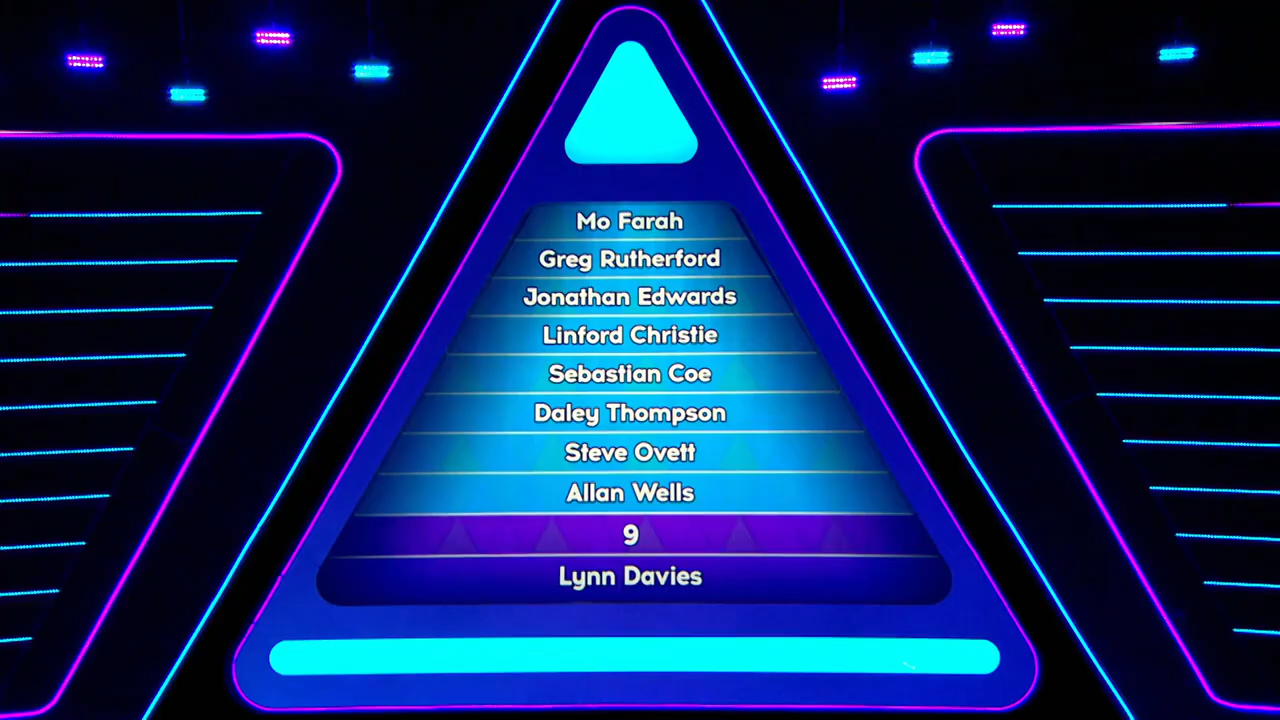 Mo Farah
Greg Rutherford
Jonathan Edwards
Linford Christie
Sebastian Coe
Daley Thompson
Steve Ovett
Allan Wells
9
Lynn Davies